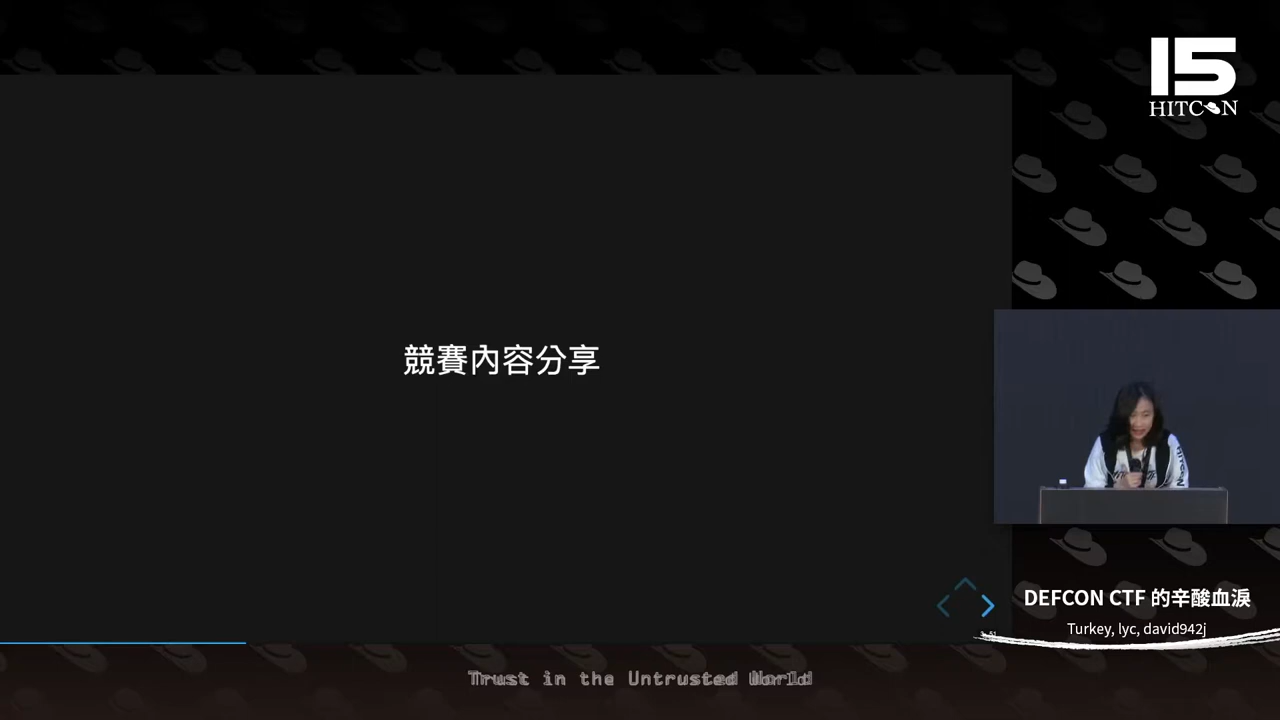 15
HITCON
競賽內容分享
DEFCON CTF 的辛酸血淚
Turkey, lyc, david942j
Trust in the Untrusted World